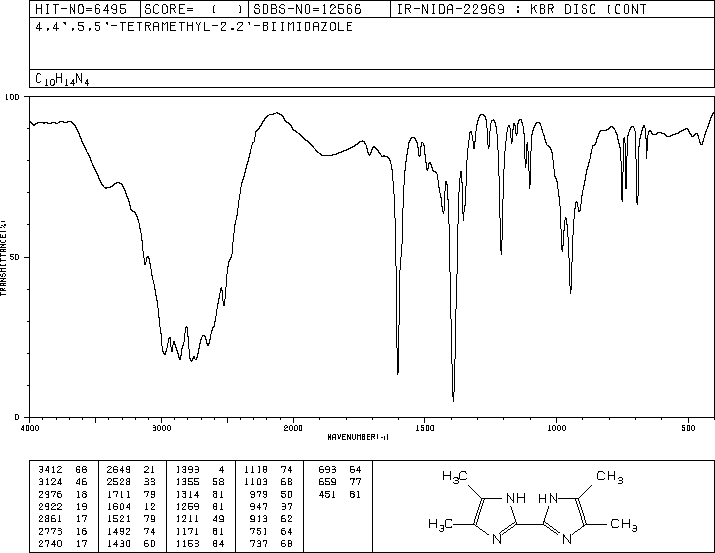 HIT-NO=6495 SCORE= ( ) SDBS-NO=12566 IR-NIDA-22969 : KBR DISC (CONT
4,4',5,5'-TETRAMETHYL-2,2'-BIIMIDAZOLE
C10H14N4
100
50
0
TRANSMITTANCE(%)
4000 3000 2000 1500 1000 500
WAVENUMBER(-1)
3412 66 2649 21 1393 4 1118 74 693 64
3124 46 2528 33 1355 58 1103 68 659 77
2976 18 1711 79 1314 81 979 50 451 81
2922 19 1604 12 1259 81 947 37
2861 17 1521 79 1211 49 913 62
2773 16 1492 74 1171 81 751 64
2740 17 1430 60 1153 84 737 68
H3C CH3
NH HN
H3C N N CH3